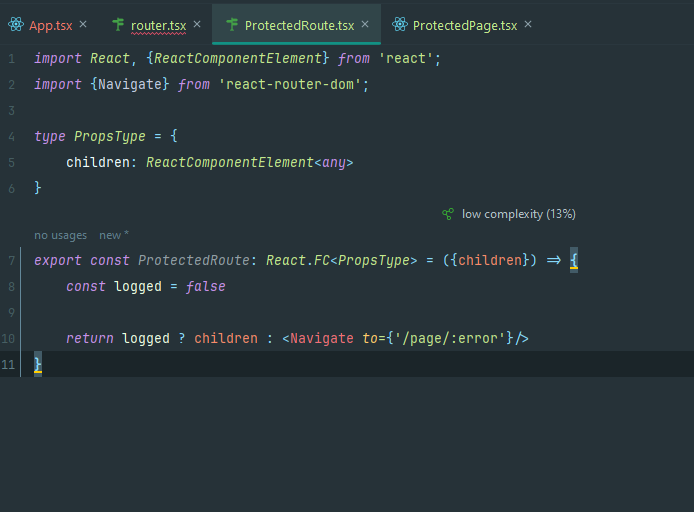 App.tsx × router.tsx × ProtectedRoute.tsx × ProtectedPage.tsx ×
1 import React, {ReactComponentElement} from 'react';
2 import {Navigate} from 'react-router-dom';
3
4 type PropsType = {
5 children: ReactComponentElement<any>
6 }
low complexity (13%)
no usages new *
7 export const ProtectedRoute: React.FC<PropsType> = ({children}) => {
8 const logged = false
9
10 return logged ? children : <Navigate to={'/page/:error'}/>
11 }